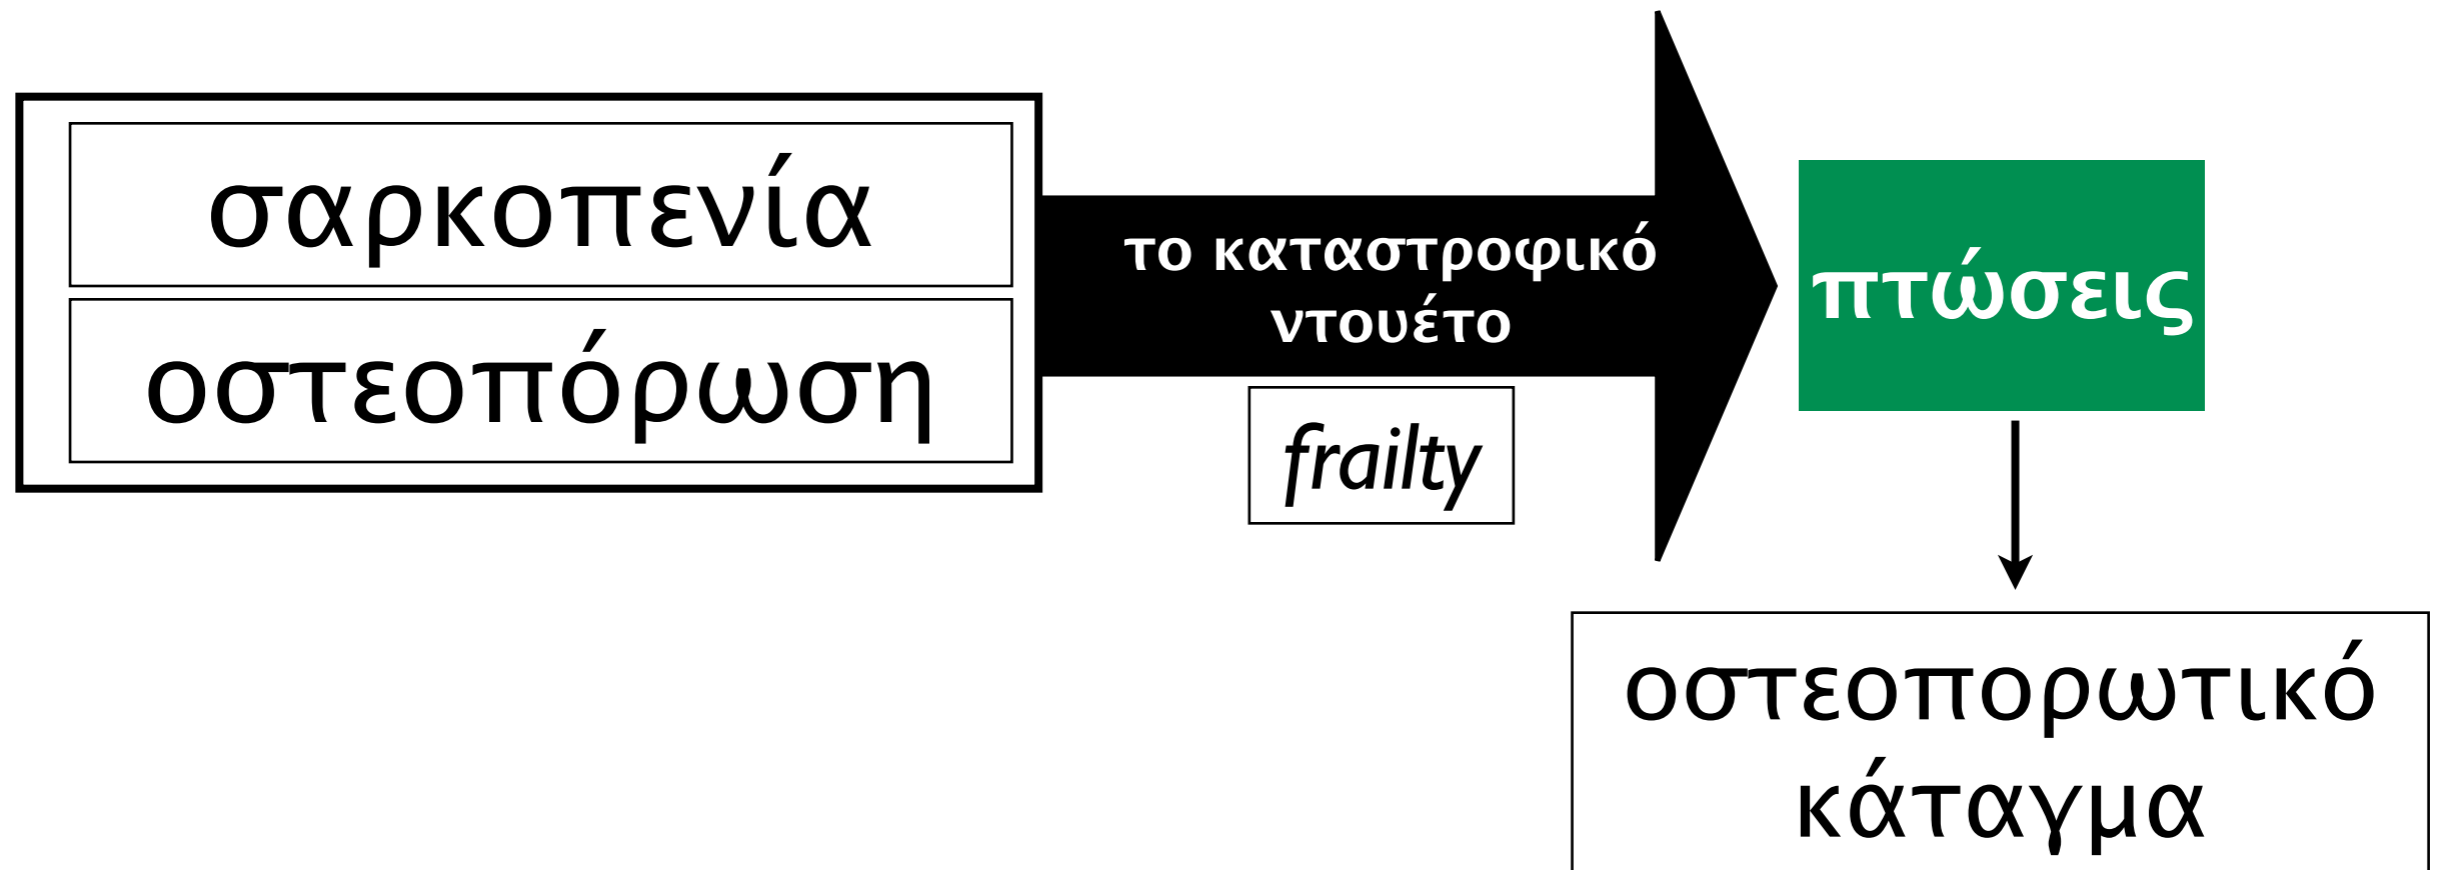 σαρκοπενία
οστεοπόρωση
το καταστροφικό
ντουέτο
frailty
πτώσεις
οστεοπορωτικό
κάταγμα